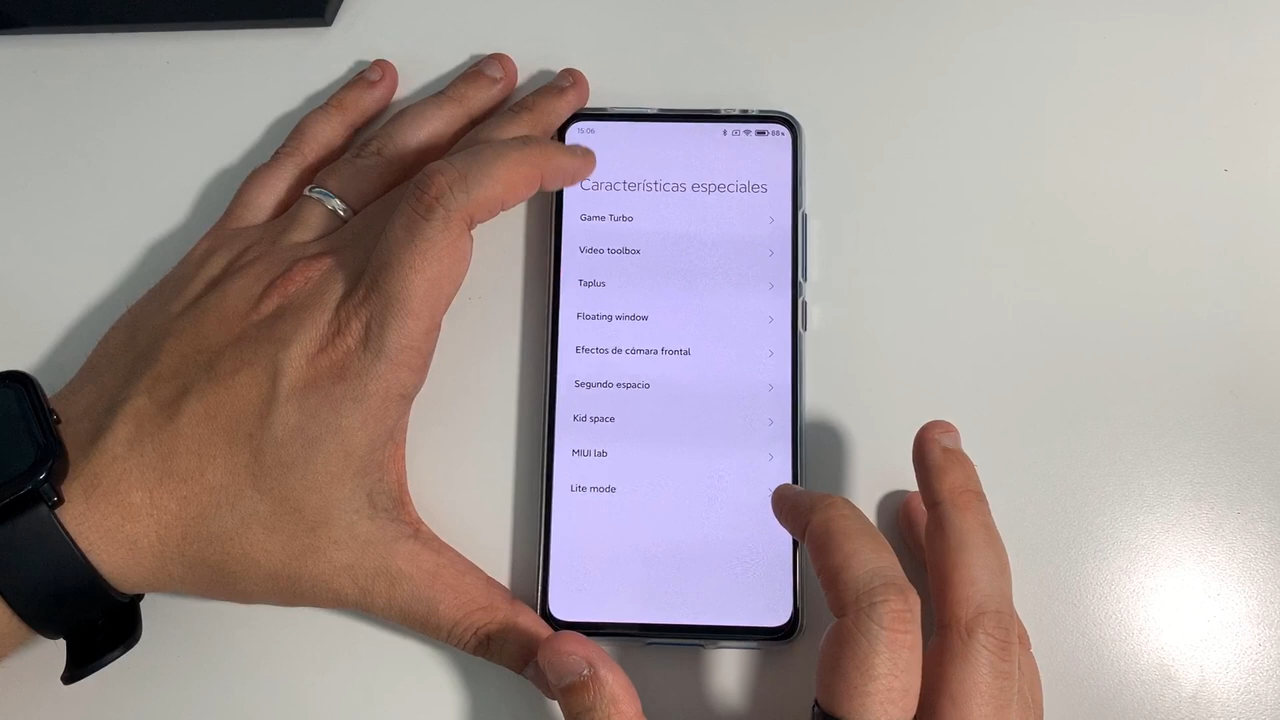 15:06
88%
Características especiales
Game Turbo
Video toolbox
Taplus
Floating window
Efectos de cámara frontal
Segundo espacio
Kid space
MIUI lab
Lite mode